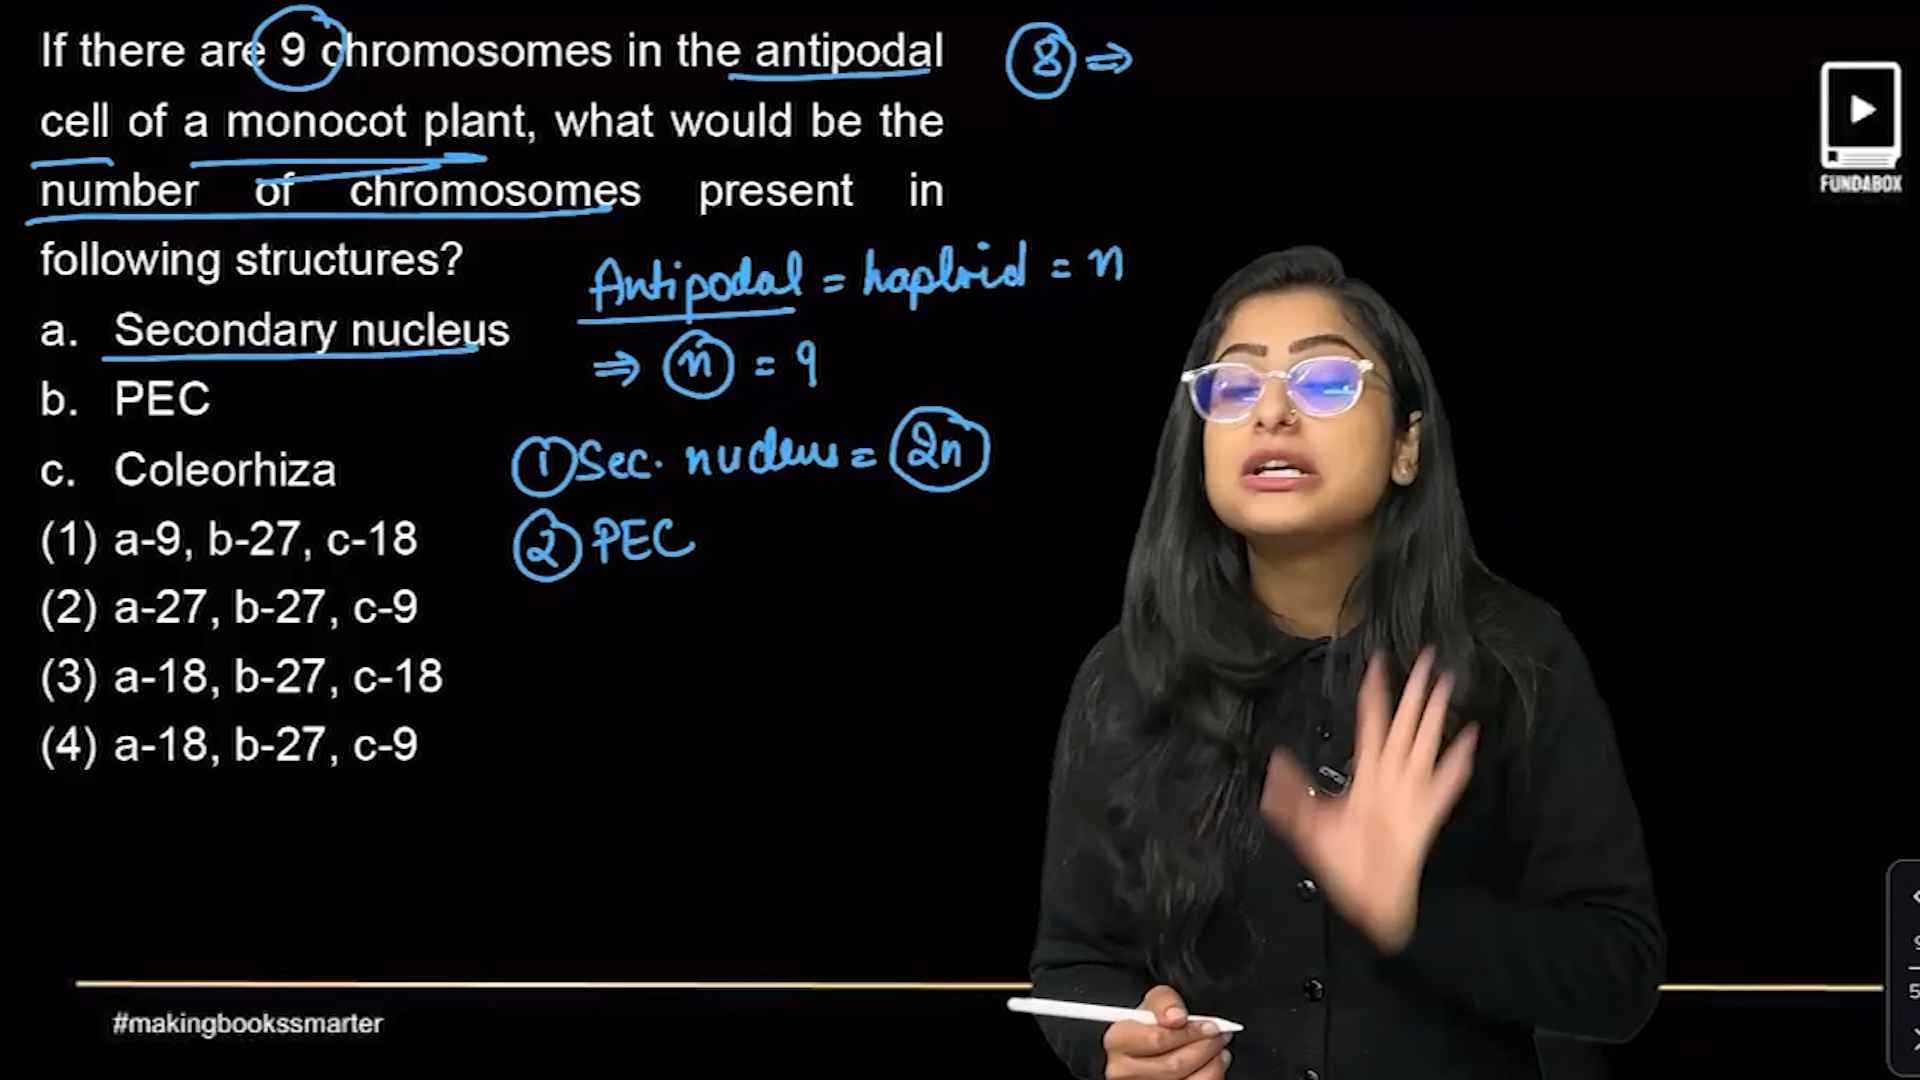 If there are 9 chromosomes in the antipodal
cell of a monocot plant, what would be the
number of chromosomes present in
following structures?
a. Secondary nucleus
b. PEC
c. Coleorhiza
(1) a-9, b-27, c-18
(2) a-27, b-27, c-9
(3) a-18, b-27, c-18
(4) a-18, b-27, c-9
8 ⇒
Antipodal = haploid = n
⇒ n = 9
① Sec. nucleus = 2n
② PEC
FUNDABOX
#makingbookssmarter